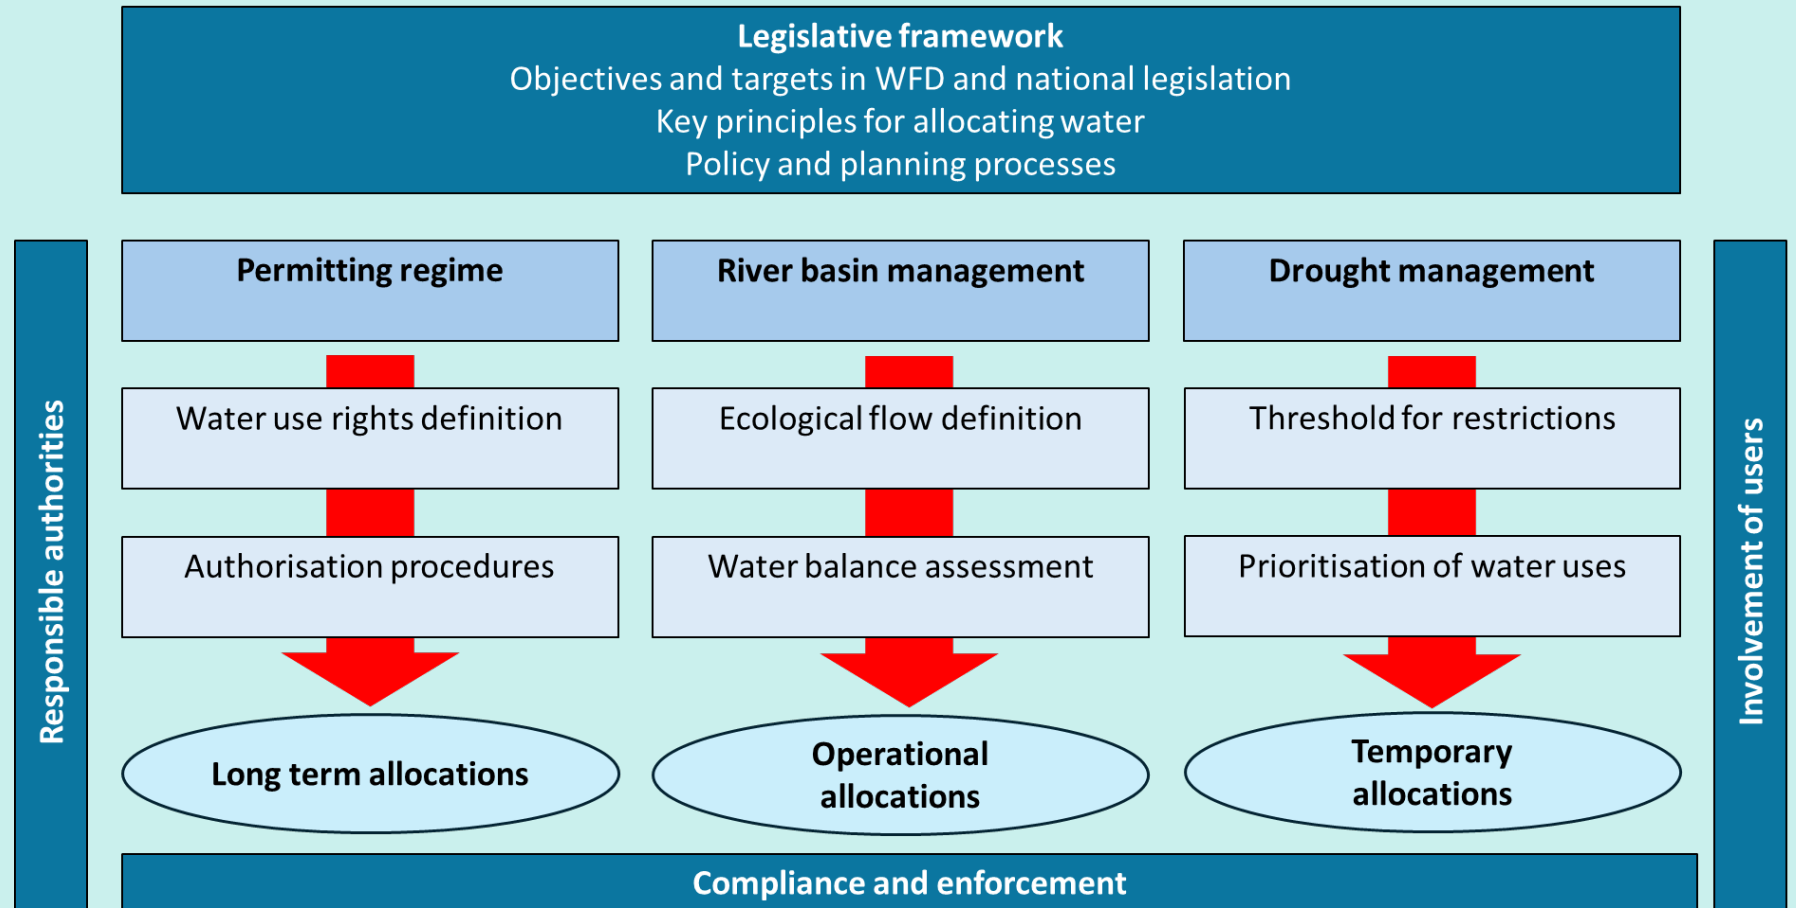 Legislative framework
Objectives and targets in WFD and national legislation
Key principles for allocating water
Policy and planning processes
Responsible authorities
Permitting regime
Water use rights definition
Authorisation procedures
Long term allocations
River basin management
Ecological flow definition
Water balance assessment
Operational
allocations
Drought management
Threshold for restrictions
Prioritisation of water uses
Temporary
allocations
Involvement of users
Compliance and enforcement